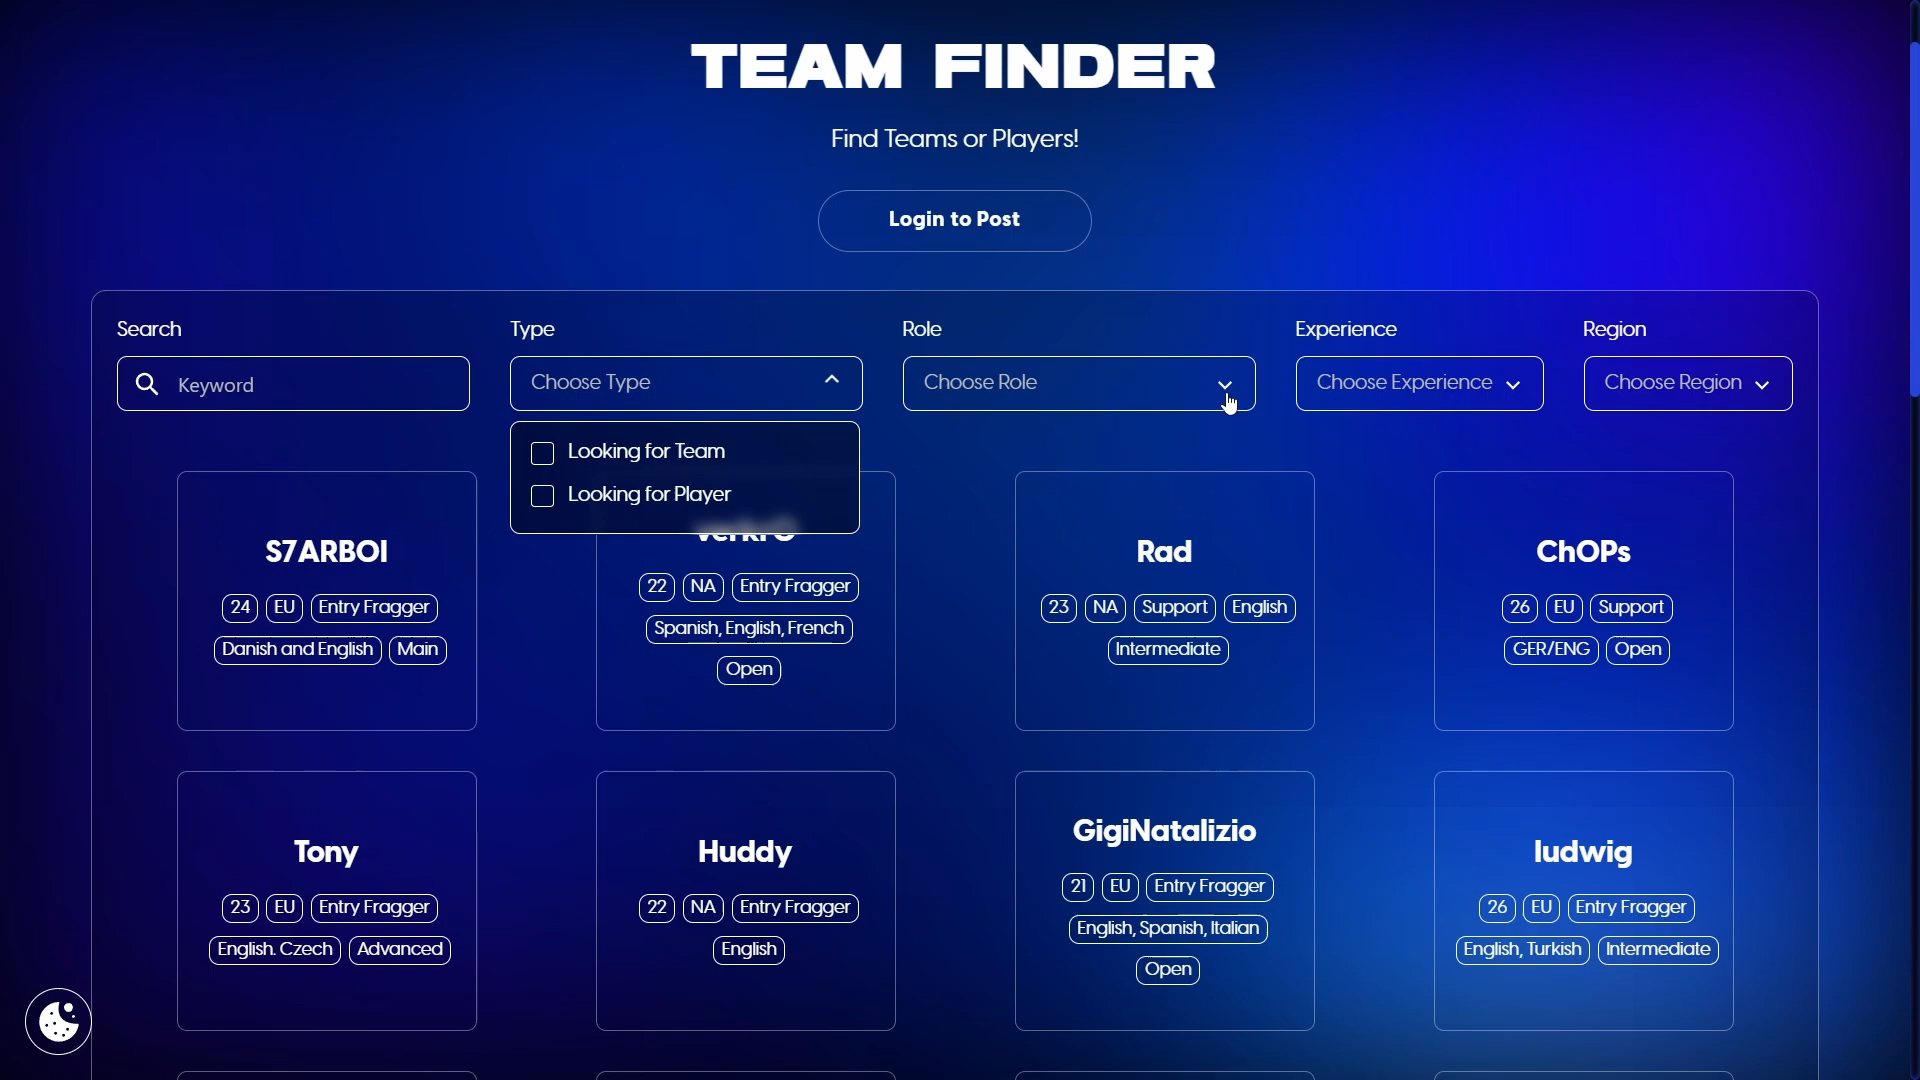 TEAM FINDER
Find Teams or Players!
Login to Post
Search Type Role Experience Region
Keyword Choose Type Choose Role Choose Experience Choose Region
Looking for Team
Looking for Player
S7ARBOI
24 EU Entry Fragger
Danish and English Main
22 NA Entry Fragger
Spanish, English, French
Open
Rad
23 NA Support English
Intermediate
ChOPs
26 EU Support
GER/ENG Open
Tony
23 EU Entry Fragger
English. Czech Advanced
Huddy
22 NA Entry Fragger
English
GigiNatalizio
21 EU Entry Fragger
English, Spanish, Italian
Open
ludwig
26 EU Entry Fragger
English, Turkish Intermediate